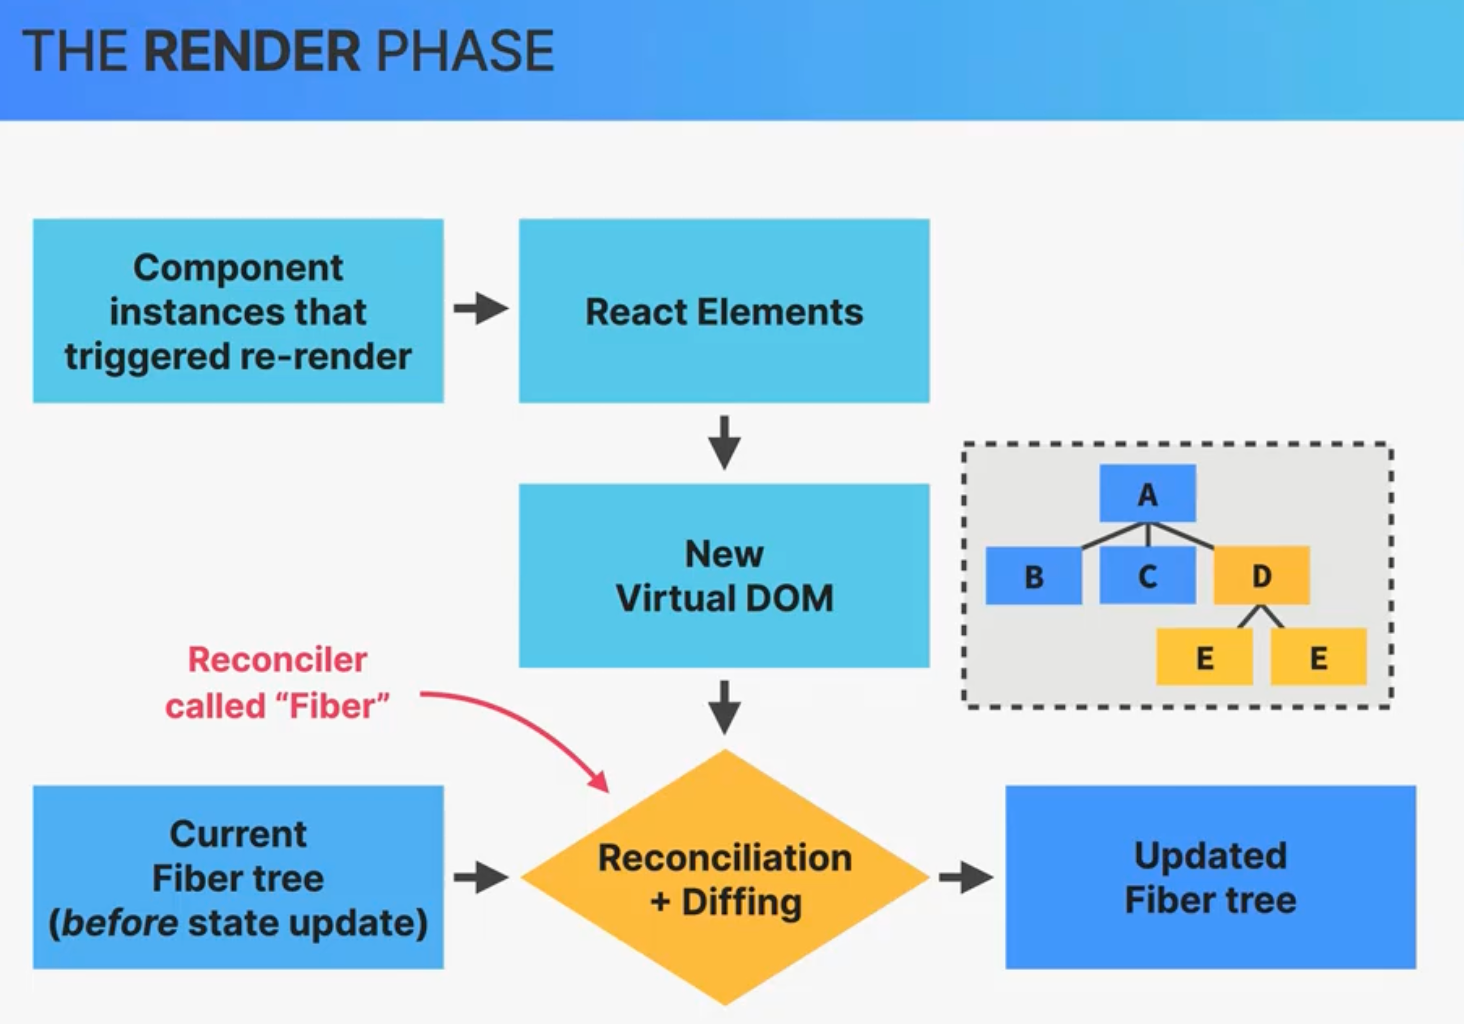 THE RENDER PHASE
Component
instances that
triggered re-render
React Elements
New
Virtual DOM
A
B
C
D
E
E
Reconciler
called “Fiber”
Current
Fiber tree
(before state update)
Reconciliation
+ Diffing
Updated
Fiber tree